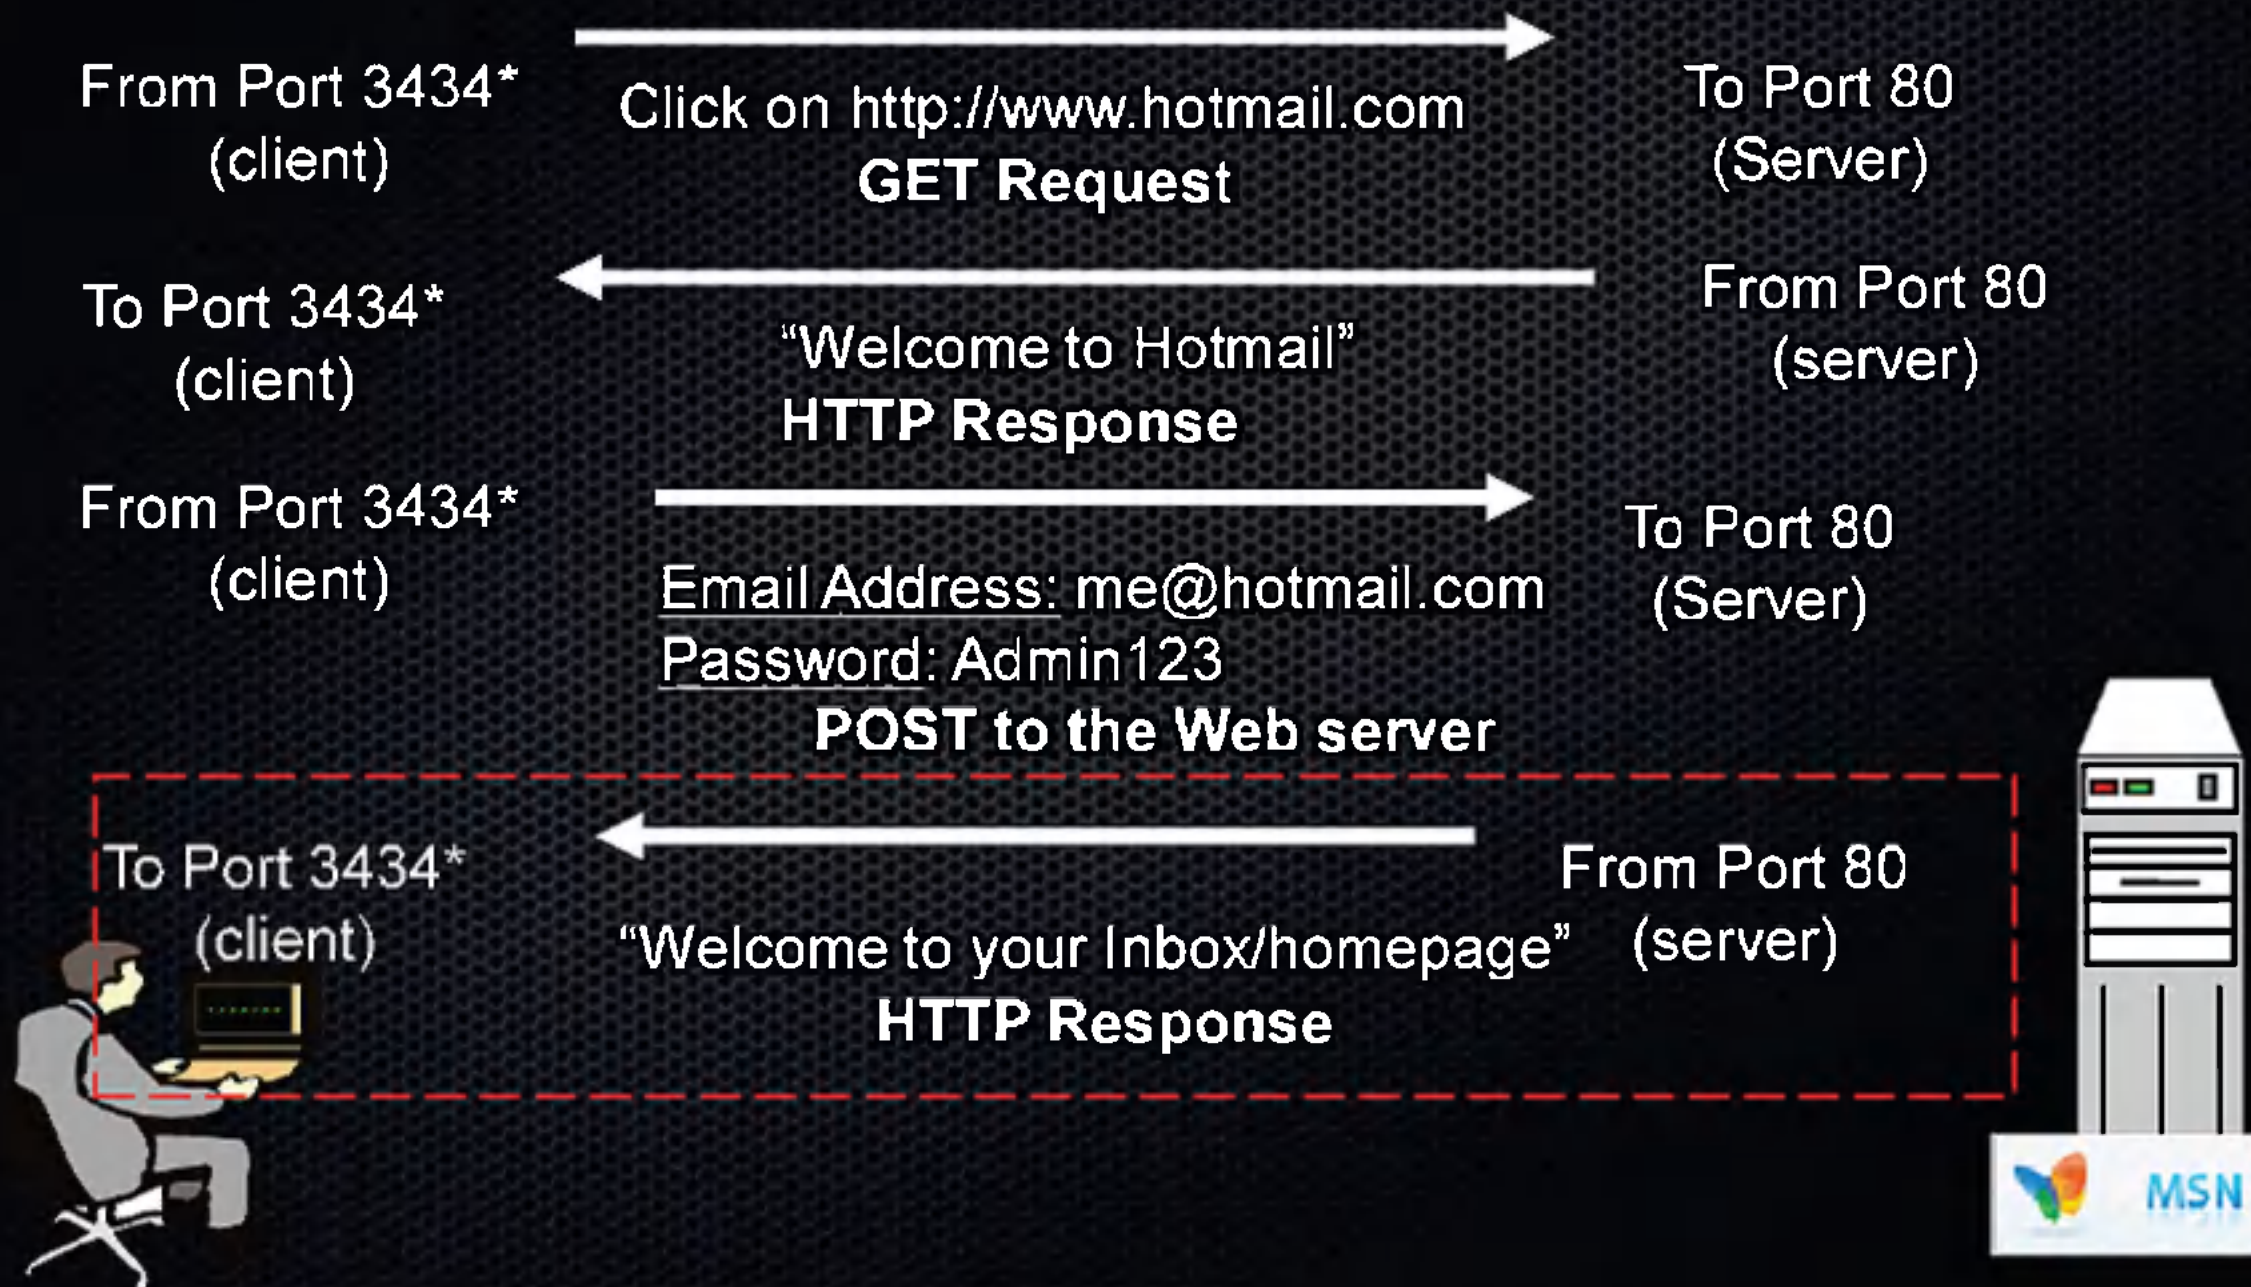 From Port 3434*
(client)
Click on http://www.hotmail.com
GET Request
To Port 80
(Server)
To Port 3434*
(client)
“Welcome to Hotmail”
HTTP Response
From Port 80
(server)
From Port 3434*
(client)
Email Address: me@hotmail.com
Password: Admin123
POST to the Web server
To Port 80
(Server)
To Port 3434*
(client)
“Welcome to your Inbox/homepage”
HTTP Response
From Port 80
(server)
MSN